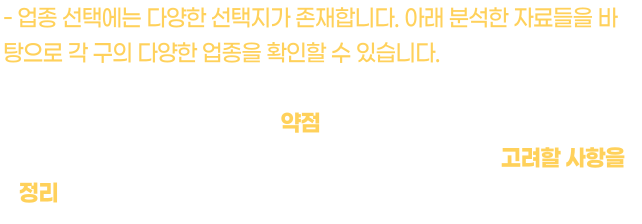 - 업종 선택에는 다양한 선택지가 존재합니다. 아래 분석한 자료들을 바
탕으로 각 구의 다양한 업종을 확인할 수 있습니다.
약점
고려할 사항을
정리